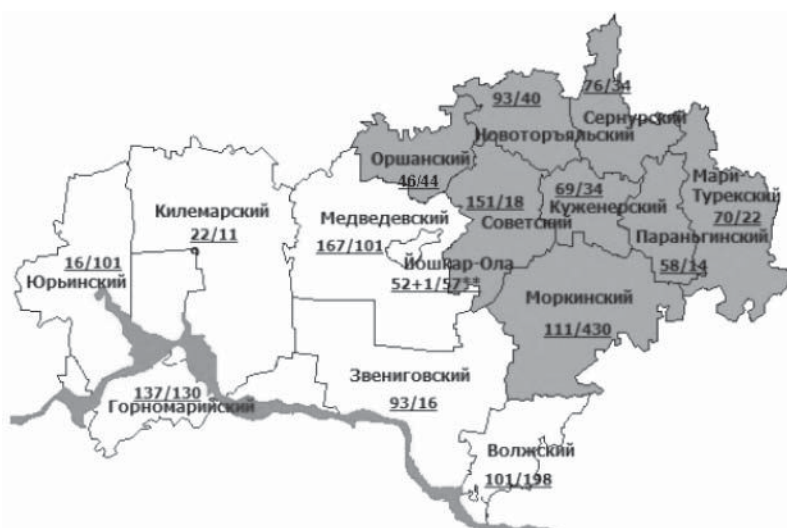 76/34
Сернурский
93/40
Новоторъяльский
Оршанский
46/44
Мари-
Турекский
70/22
69/34
Куженерский
151/18
Советский
Параньгинский
58/14
Килемарский
22/11
Медведевский
167/101
Йошкар-Ола
52+1/57**
16/101
Юрьинский
Моркинский
111/430
Звениговский
93/16
137/130
Горномарийский
Волжский
101/198